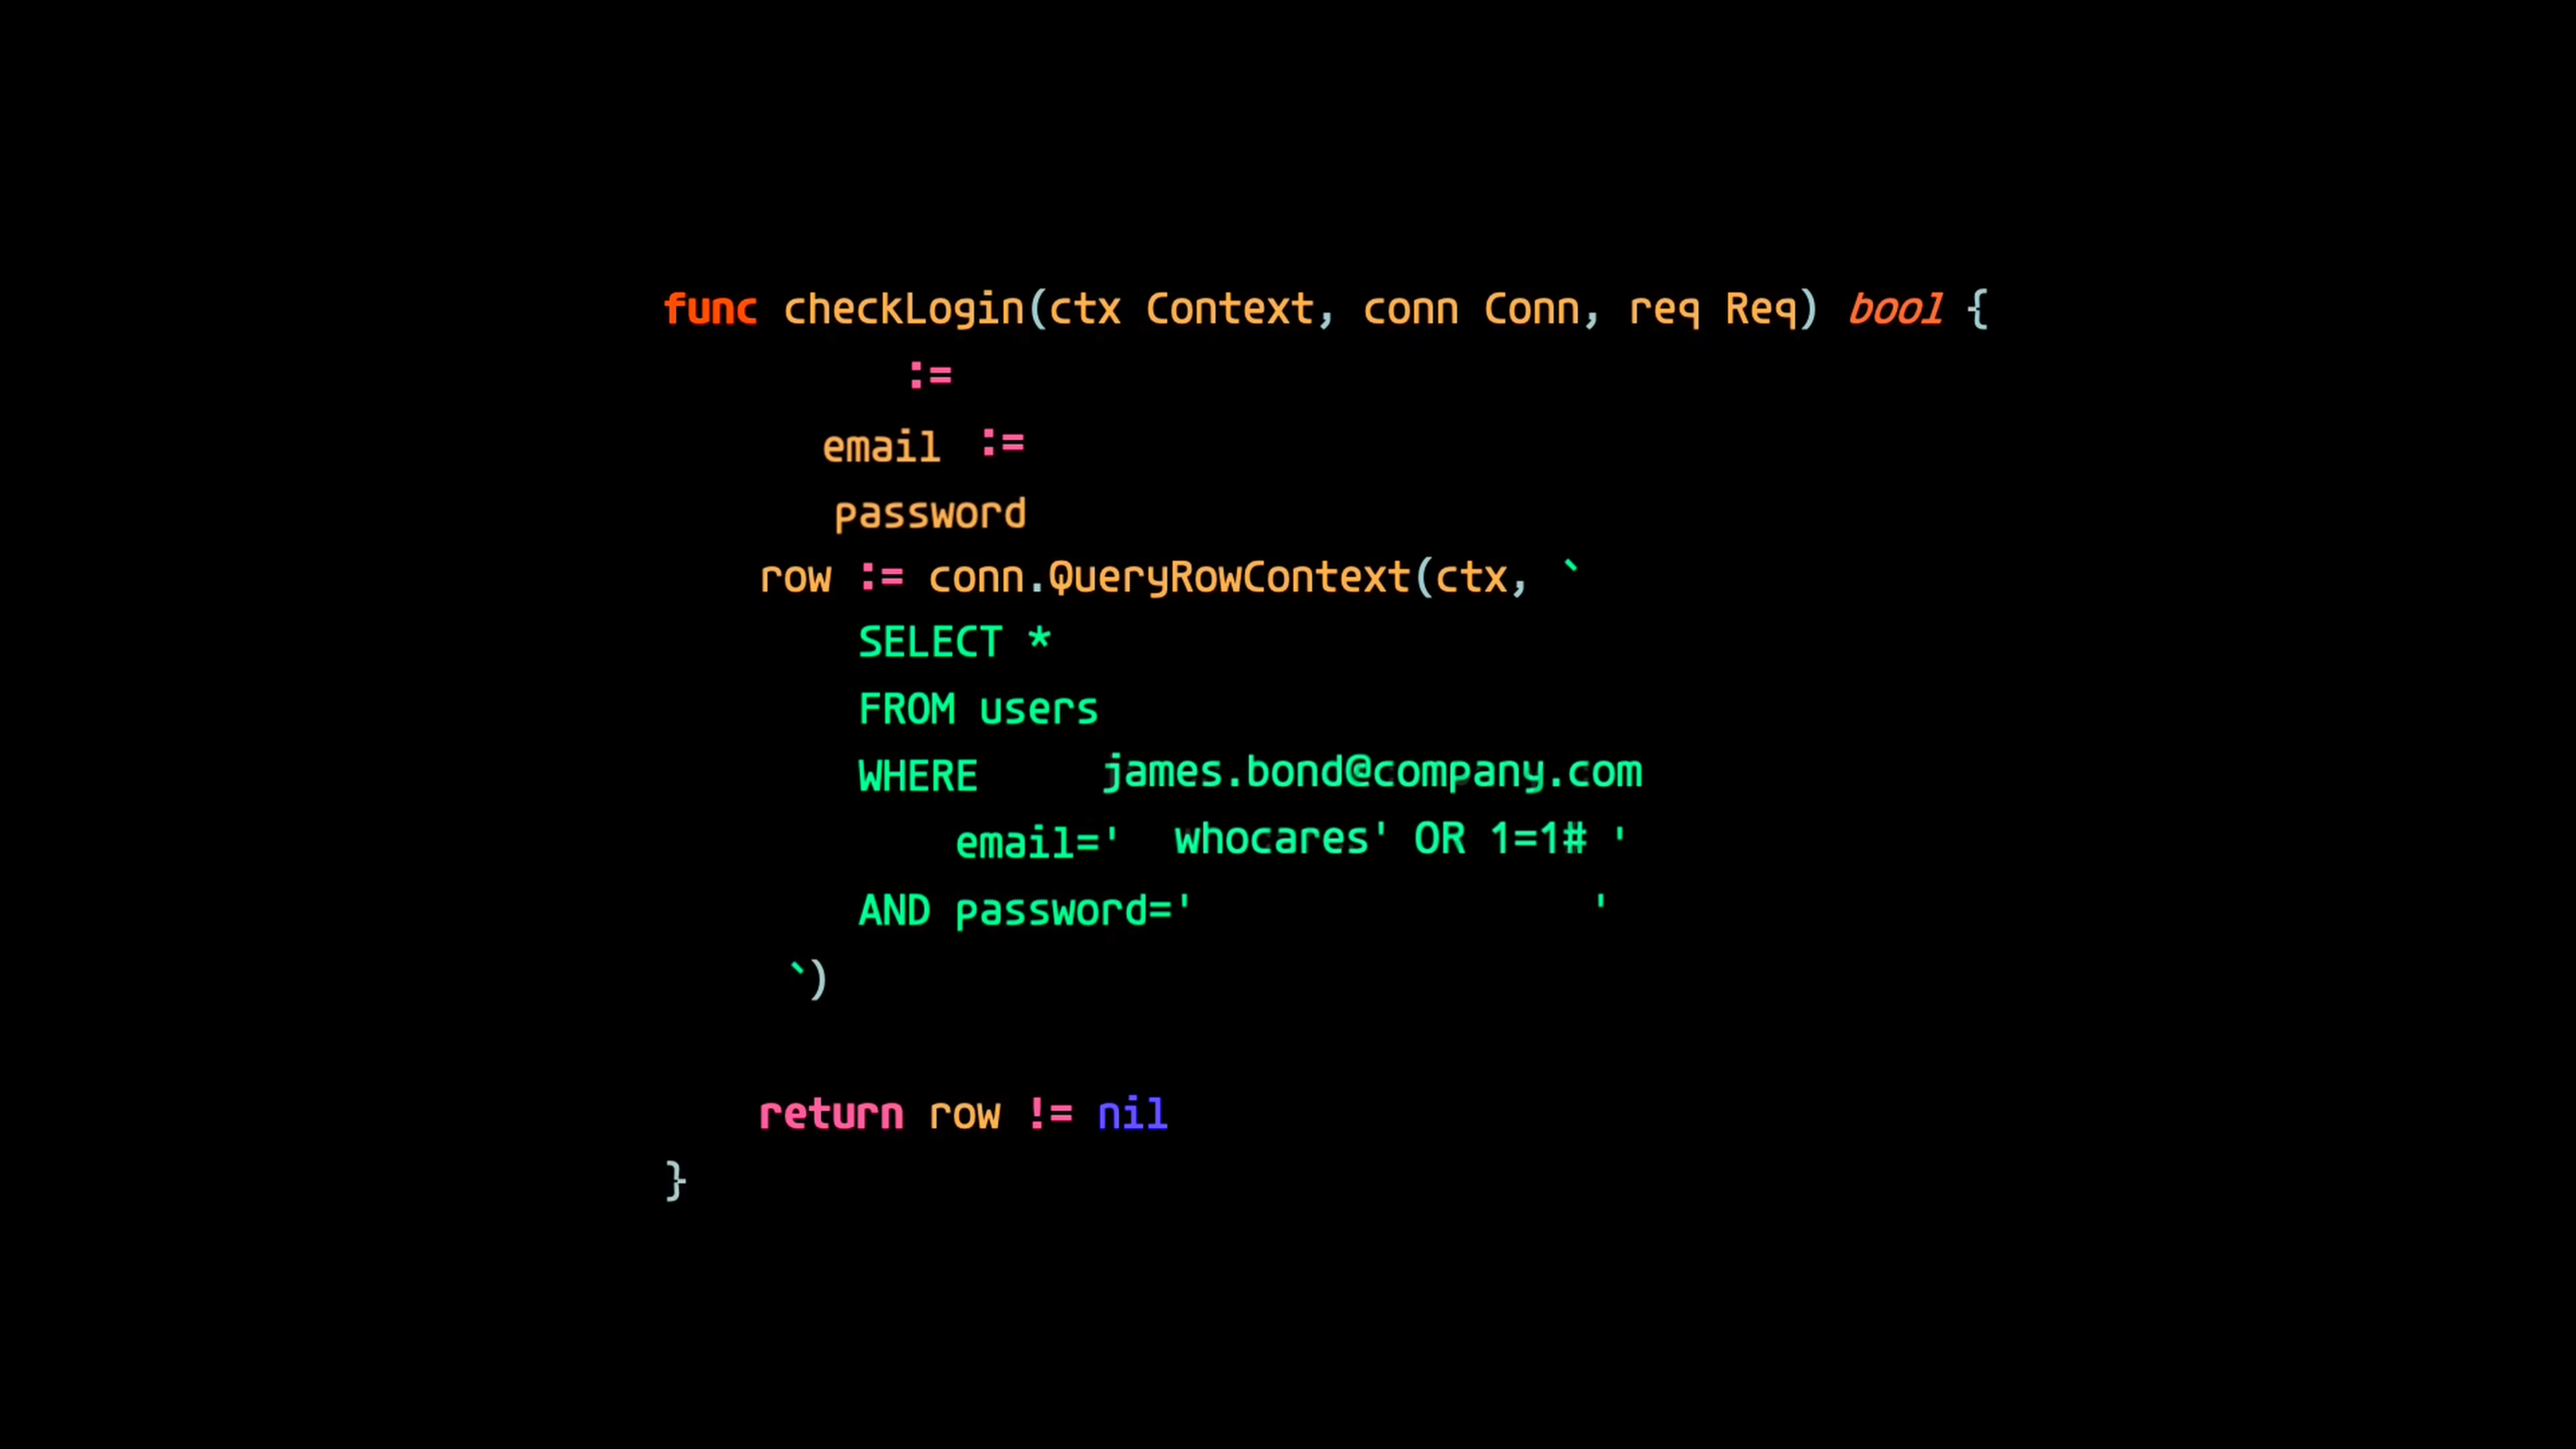 func checkLogin(ctx Context, conn Conn, req Req) bool {
:=
email :=
password
row := conn.QueryRowContext(ctx, `
SELECT *
FROM users
WHERE james.bond@company.com
email=' whocares' OR 1=1# '
AND password=' '
`)
return row != nil
}